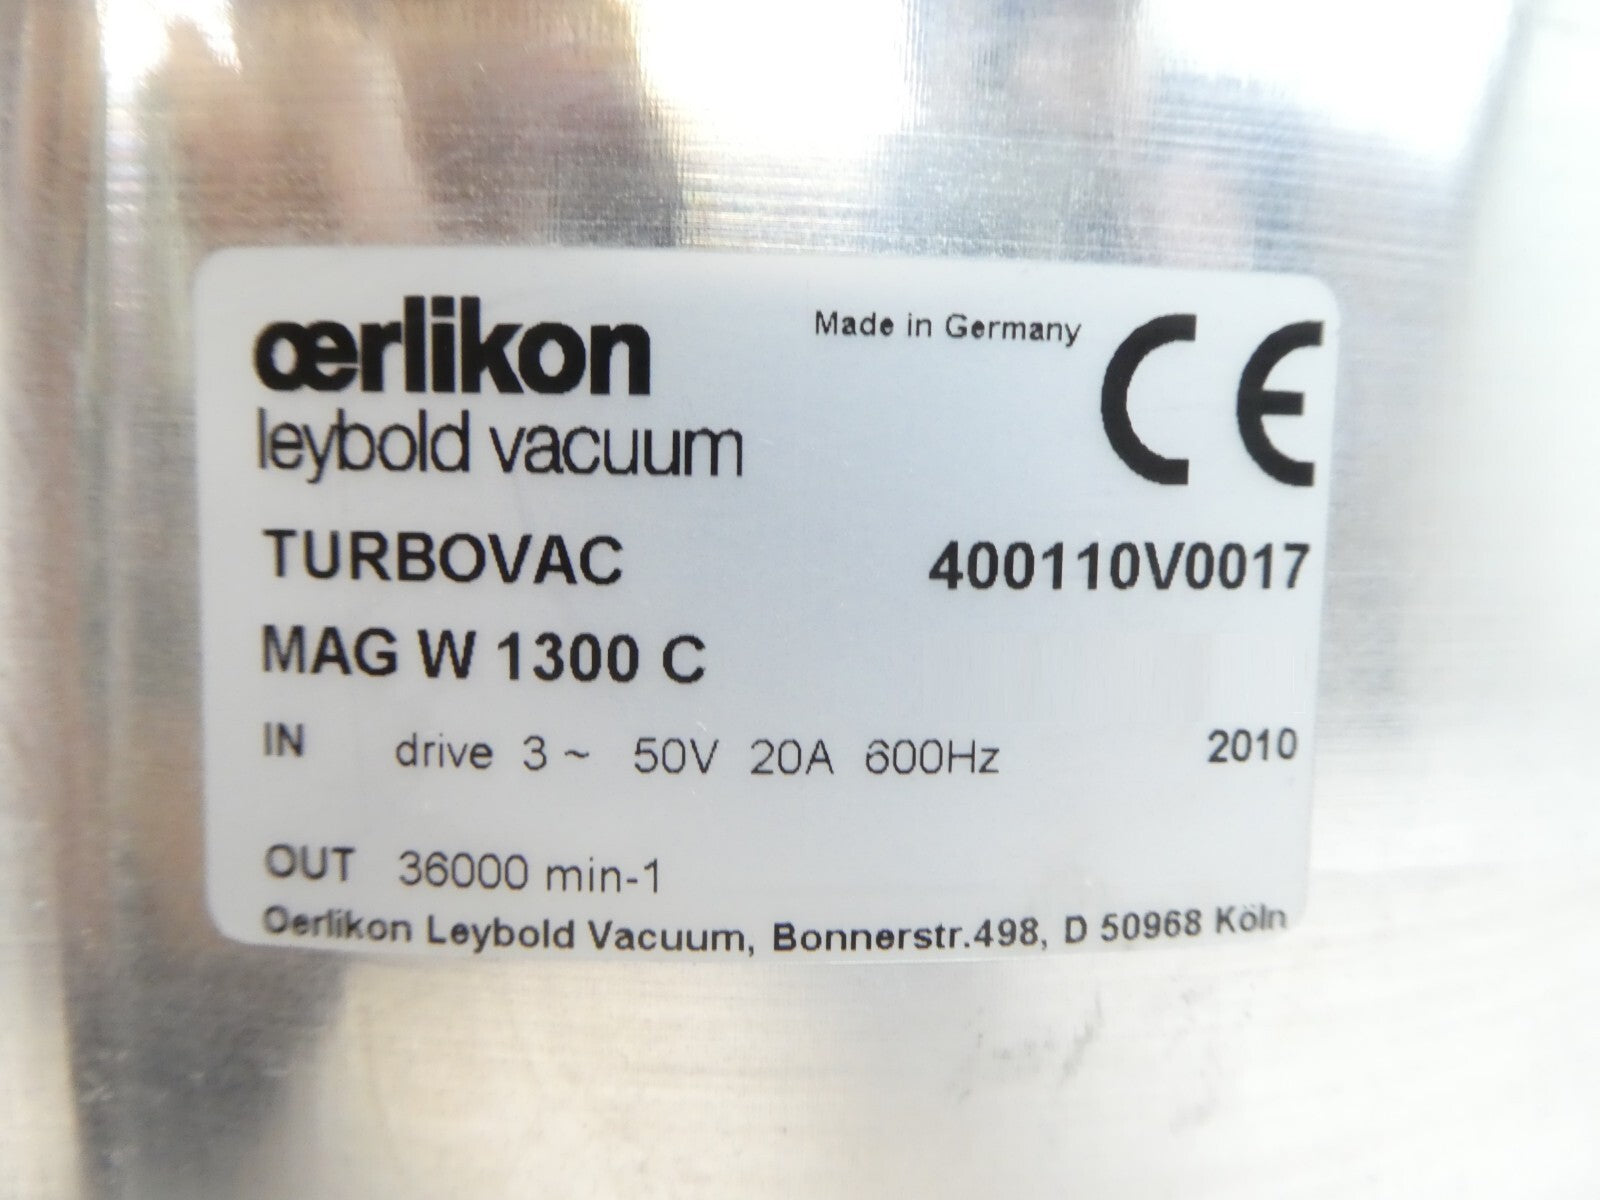 œrlikon
leybold vacuum
Made in Germany
CE
TURBOVAC 400110V0017
MAG W 1300 C
IN drive 3 ~ 50V 20A 600Hz 2010
OUT 36000 min-1
Oerlikon Leybold Vacuum, Bonnerstr.498, D 50968 Köln